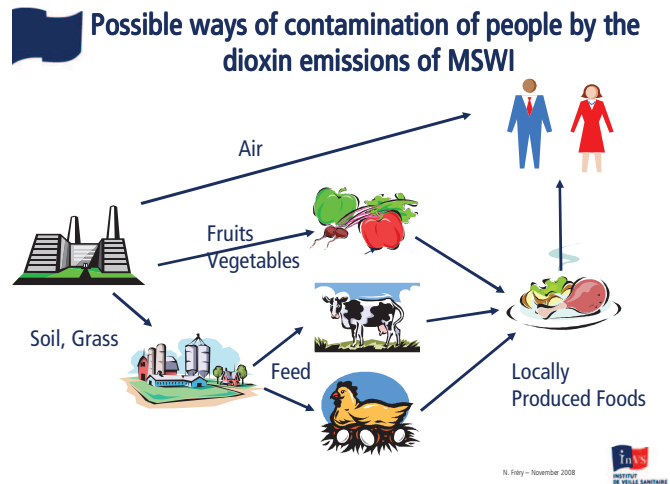 Possible ways of contamination of people by the
dioxin emissions of MSWI
Air
Fruits
Vegetables
Soil, Grass
Feed
Locally
Produced Foods
N. Fréry – November 2008
INVS
INSTITUT
DE VEILLE SANITAIRE